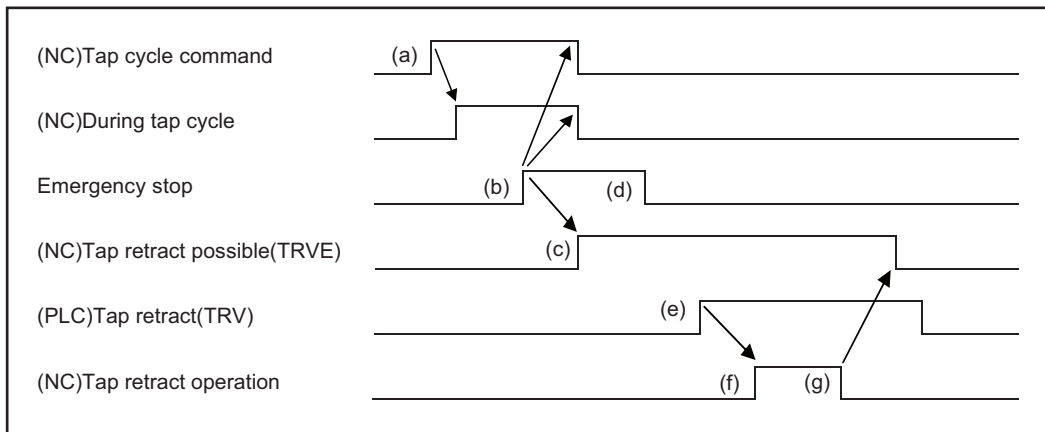 (NC)Tap cycle command (a)
(NC)During tap cycle
Emergency stop (b) (d)
(NC)Tap retract possible(TRVE) (c)
(PLC)Tap retract(TRV) (e)
(NC)Tap retract operation (f) (g)